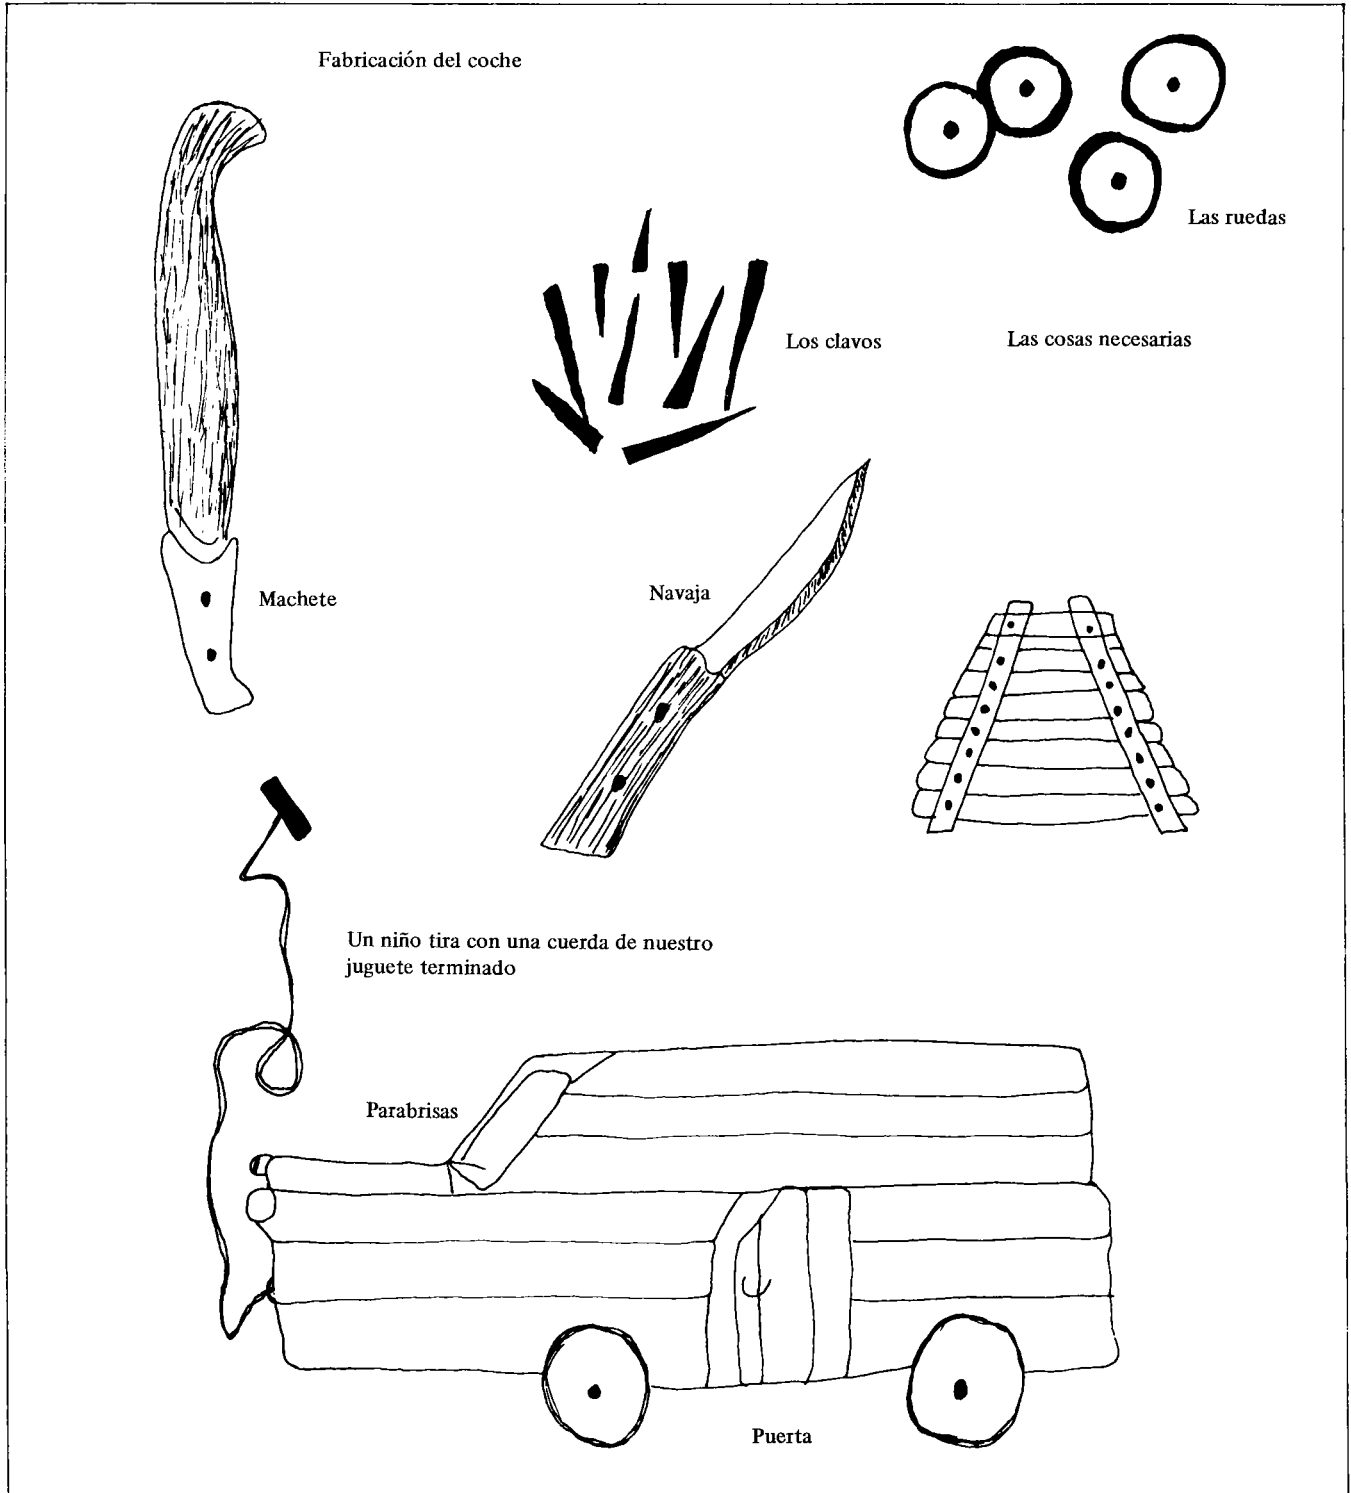 Fabricación del coche
Las ruedas
Los clavos
Las cosas necesarias
Machete
Navaja
Un niño tira con una cuerda de nuestro
juguete terminado
Parabrisas
Puerta